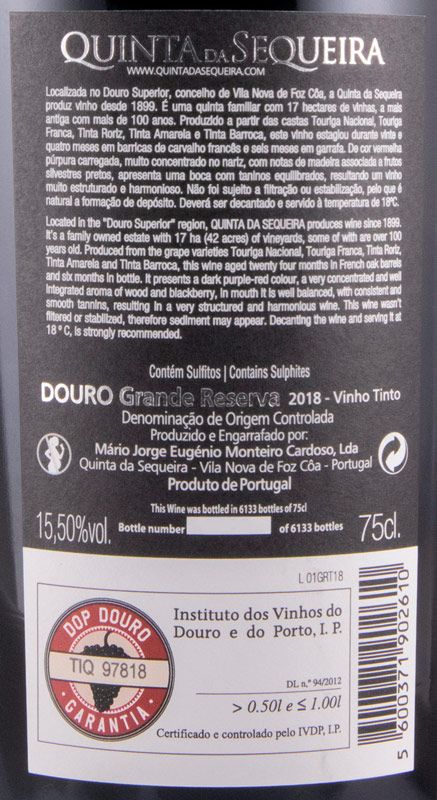 QUINTA DA SEQUEIRA
WWW.QUINTADASEQUEIRA.COM
Localizada no Douro Superior, concelho de Vila Nova de Foz Côa, a Quinta da Sequeira
produz vinho desde 1899. É uma quinta familiar com 17 hectares de vinhas, a mais
antiga com mais de 100 anos. Produzido a partir das castas Touriga Nacional, Touriga
Franca, Tinta Roriz, Tinta Amarela e Tinta Barroca, este vinho estagiou durante vinte e
quatro meses em barricas de carvalho francês e seis meses em garrafa. De cor vermelha
púrpura carregada, muito concentrado no nariz, com notas de madeira associada a frutos
silvestres pretos, apresenta uma boca com taninos equilibrados, resultando um vinho
muito estruturado e harmonioso. Não foi sujeito a filtração ou estabilização, pelo que é
natural a formação de depósito. Deverá ser decantado e servido à temperatura de 18ºC.
Located in the "Douro Superior" region, QUINTA DA SEQUEIRA produces wine since 1899.
It's a family owned estate with 17 ha (42 acres) of vineyards, some of with are over 100
years old. Produced from the grape varieties Touriga Nacional, Touriga Franca, Tinta Roriz,
Tinta Amarela and Tinta Barroca, this wine aged twenty four months in French oak barrels
and six months in bottle. It presents a dark purple-red colour, a very concentrated and well
integrated aroma of wood and blackberry, in mouth it is well balanced, with consistent and
smooth tannins, resulting in a very structured and harmonious wine. This wine wasn't
filtered or stabilized, therefore sediment may appear. Decanting the wine and serving it at
18 º C, is strongly recommended.
Contém Sulfitos | Contains Sulphites
DOURO Grande Reserva 2018 - Vinho Tinto
Denominação de Origem Controlada
Produzido e Engarrafado por:
Mário Jorge Eugénio Monteiro Cardoso, Lda
Quinta da Sequeira - Vila Nova de Foz Côa - Portugal
Produto de Portugal
This Wine was bottled in 6133 bottles of 75cl
15,50%vol. Bottle number of 6133 bottles 75cl.
L 01GRT18
DOP DOURO
TIQ 97818
GARANTIA
Instituto dos Vinhos do
Douro e do Porto, I. P.
DL n.º 94/2012
> 0.50l e ≤ 1.00l
Certificado e controlado pelo IVDP, I.P.
5 600371 902610